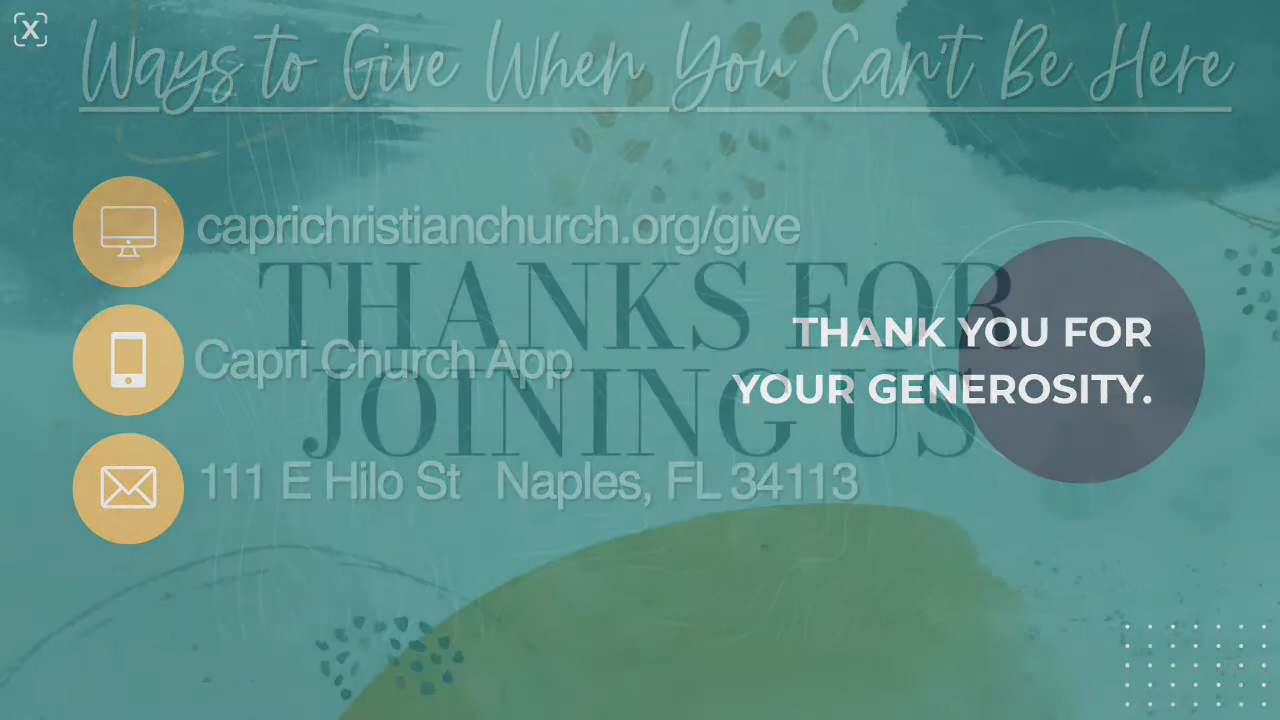 X
Ways to Give When You Can't Be Here
caprichristianchurch.org/give
THANKS FOR
THANK YOU FOR
Capri Church App
YOUR GENEROSITY.
JOINING US
111 E Hilo St Naples, FL 34113